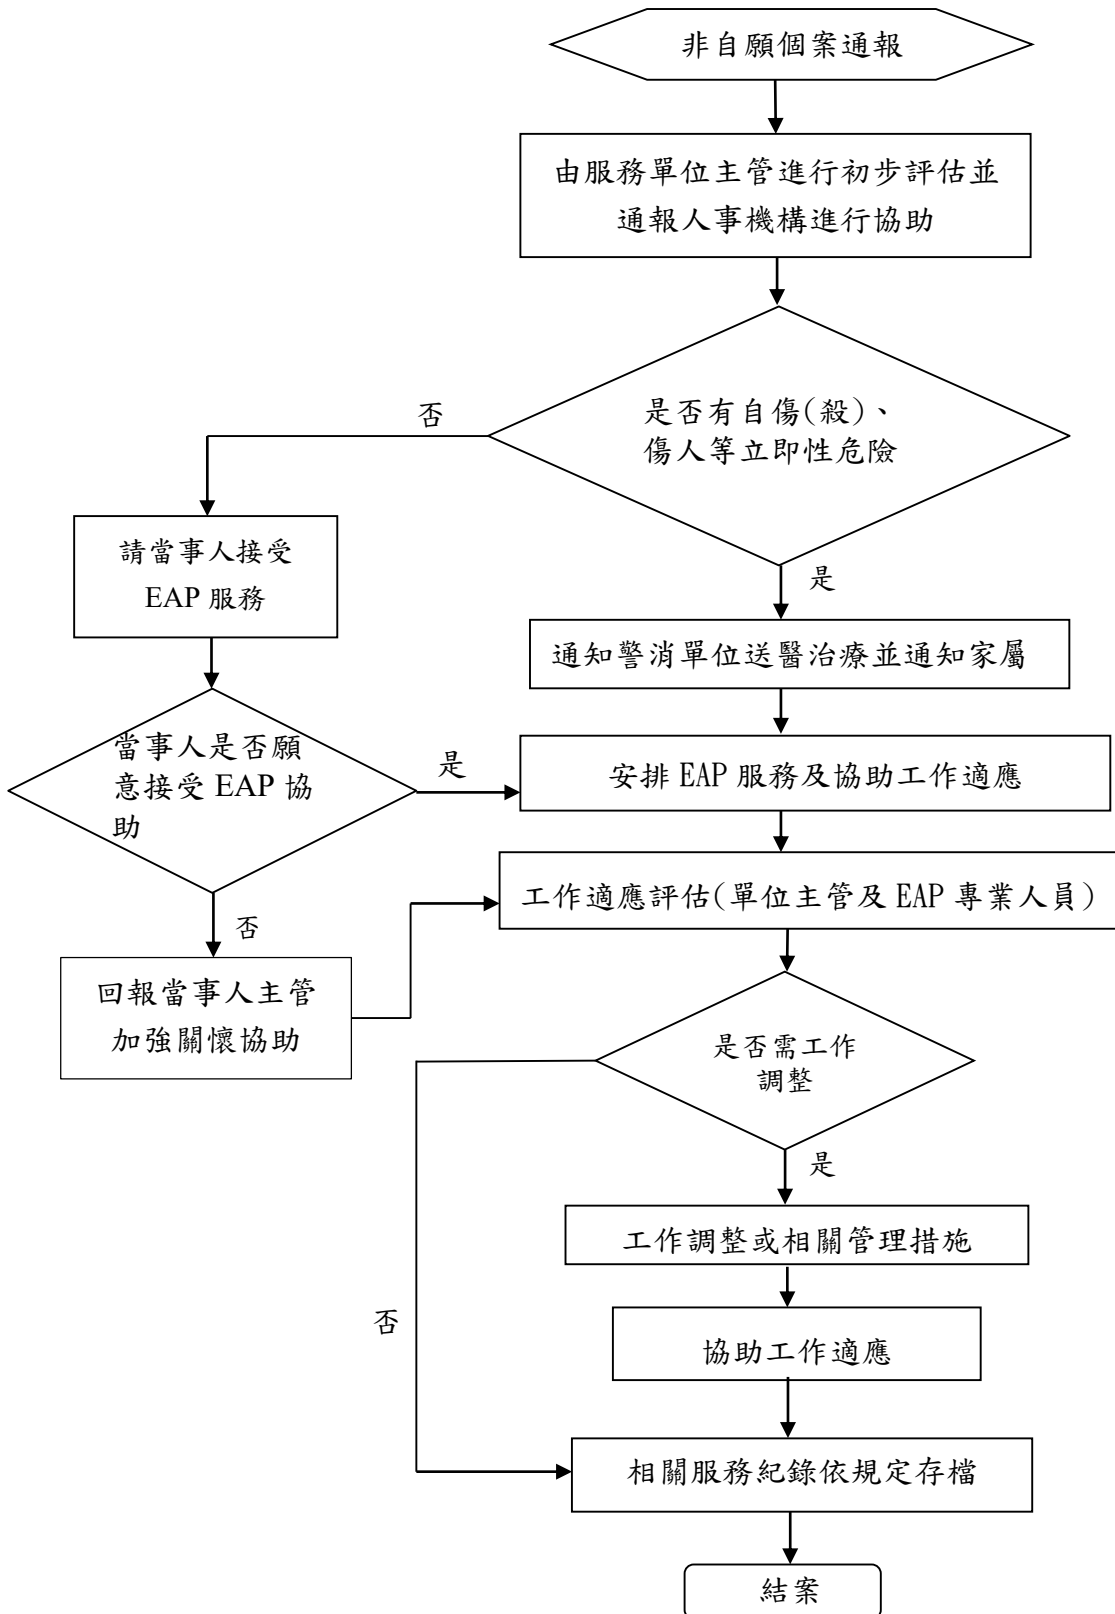 非自願個案通報
由服務單位主管進行初步評估並
通報人事機構進行協助
是否有自傷(殺)、
傷人等立即性危險
否
是
請當事人接受
EAP 服務
通知警消單位送醫治療並通知家屬
當事人是否願
意接受 EAP 協
助
是
安排 EAP 服務及協助工作適應
工作適應評估(單位主管及 EAP 專業人員)
否
回報當事人主管
加強關懷協助
是否需工作
調整
是
工作調整或相關管理措施
否
協助工作適應
相關服務紀錄依規定存檔
結案